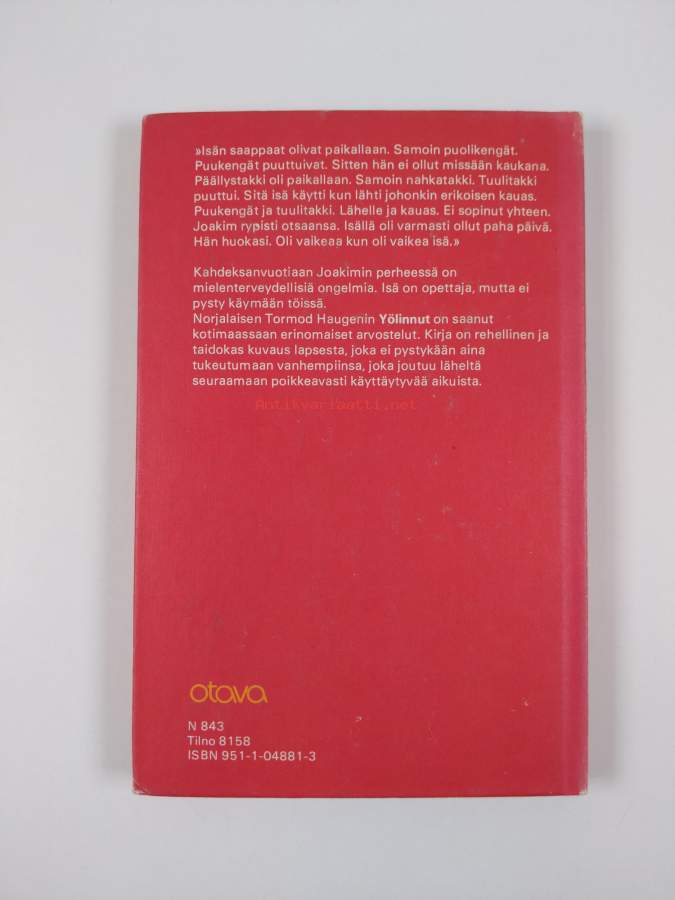 »Isän saappaat olivat paikallaan. Samoin puolikengät.
Puukengät puuttuivat. Sitten hän ei ollut missään kaukana.
Päällystakki oli paikallaan. Samoin nahkatakki. Tuulitakki
puuttui. Sitä isä käytti kun lähti johonkin erikoisen kauas.
Puukengät ja tuulitakki. Lähelle ja kauas. Ei sopinut yhteen.
Joakim rypisti otsaansa. Isällä oli varmasti ollut paha päivä.
Hän huokasi. Oli vaikeaa kun oli vaikea isä.»
Kahdeksanvuotiaan Joakimin perheessä on
mielenterveydellisiä ongelmia. Isä on opettaja, mutta ei
pysty käymään töissä.
Norjalaisen Tormod Haugenin Yölinnut on saanut
kotimaassaan erinomaiset arvostelut. Kirja on rehellinen ja
taidokas kuvaus lapsesta, joka ei pystykään aina
tukeutumaan vanhempiinsa, joka joutuu läheltä
seuraamaan poikkeavasti käyttäytyvää aikuista.
Antikvariaatti.net
otava
N 843
Tilno 8158
ISBN 951-1-04881-3